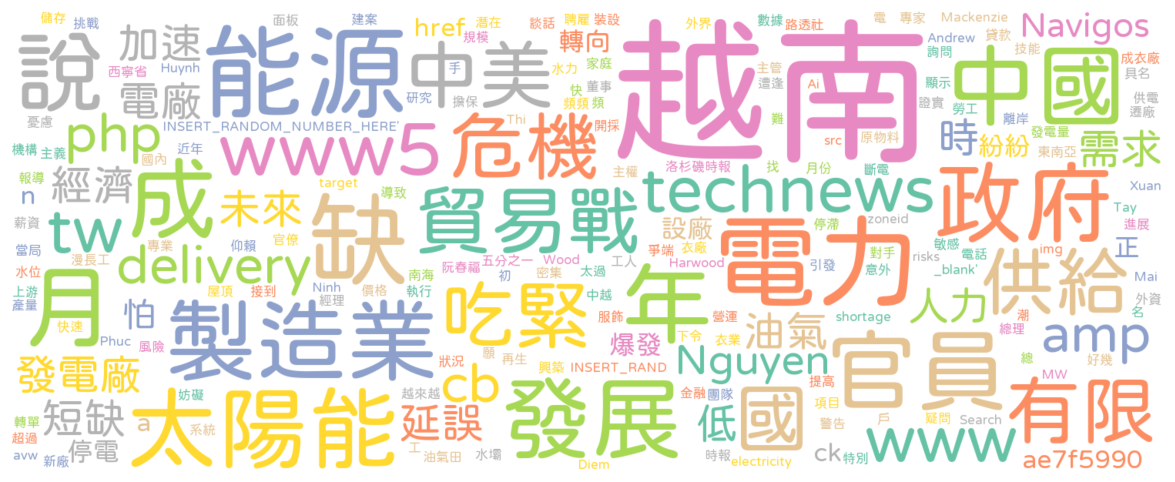 儲存 挑戰 面板 建案 href 潛在 談話 聘雇 裝設 外界 數據 路透社 電 專家 Mackenzie Navigos
說 加速 能源 中美 規模 轉向 越南 Andrew 貸款 技能 中國 成衣廠
西寧省 Huynh 電廠 手 水力 家庭 主管 董事 遭逢 Ai 詢問 顯示 具名
憂慮 研究 擴保 快 頻頻 類 難 證實 勞工 供電 遷廠
php INSERT_RANDOM_NUMBER_HERE' Thi 開採 原物料 離岸 發電量
機構 主義 國內 近年 www5 危機 src 時 紛紛 東南亞 需求
報導 經濟 成 target 導致 主權 洛杉磯時報 找 月份 斷電 Xuan
n 薪資 未來 缺 貿易戰 technews 政府 Tay
當局 tw 官僚 設廠 停滯 zoneid 進展
專業 仰賴 爭端 電力 對手 敏感 電話 正 img
水位 漫長工 delivery 南海 阮春福 五分之一 Wood 工人 衣廠 Harwood 引發 意外 risks _blank' 供給 Mai
上游 月 屋頂 接到 Ninh 執行 初 密集 太過 年 人力 外資
產量 怕 經理 價格 中越 服飾 下令 營運 shortage 潮 名
快速 製造業 吃緊 衣業 油氣 官員 總理 amp
Phuc 風險 願 爆發 Nguyen 總 好幾
發電廠 妨礙 狀況 再生 興築 INSERT_RAND 提高 MW
轉單 短缺 a 太陽能 越來越 cb 發展 金融 團隊 國 項目 戶 有限
超過 系統 延誤 低 警告 疑問 Search
avw 新廠 停電 工 油氣田 水壩 Diem 時報 electricity ck 特別 www ae7f5990